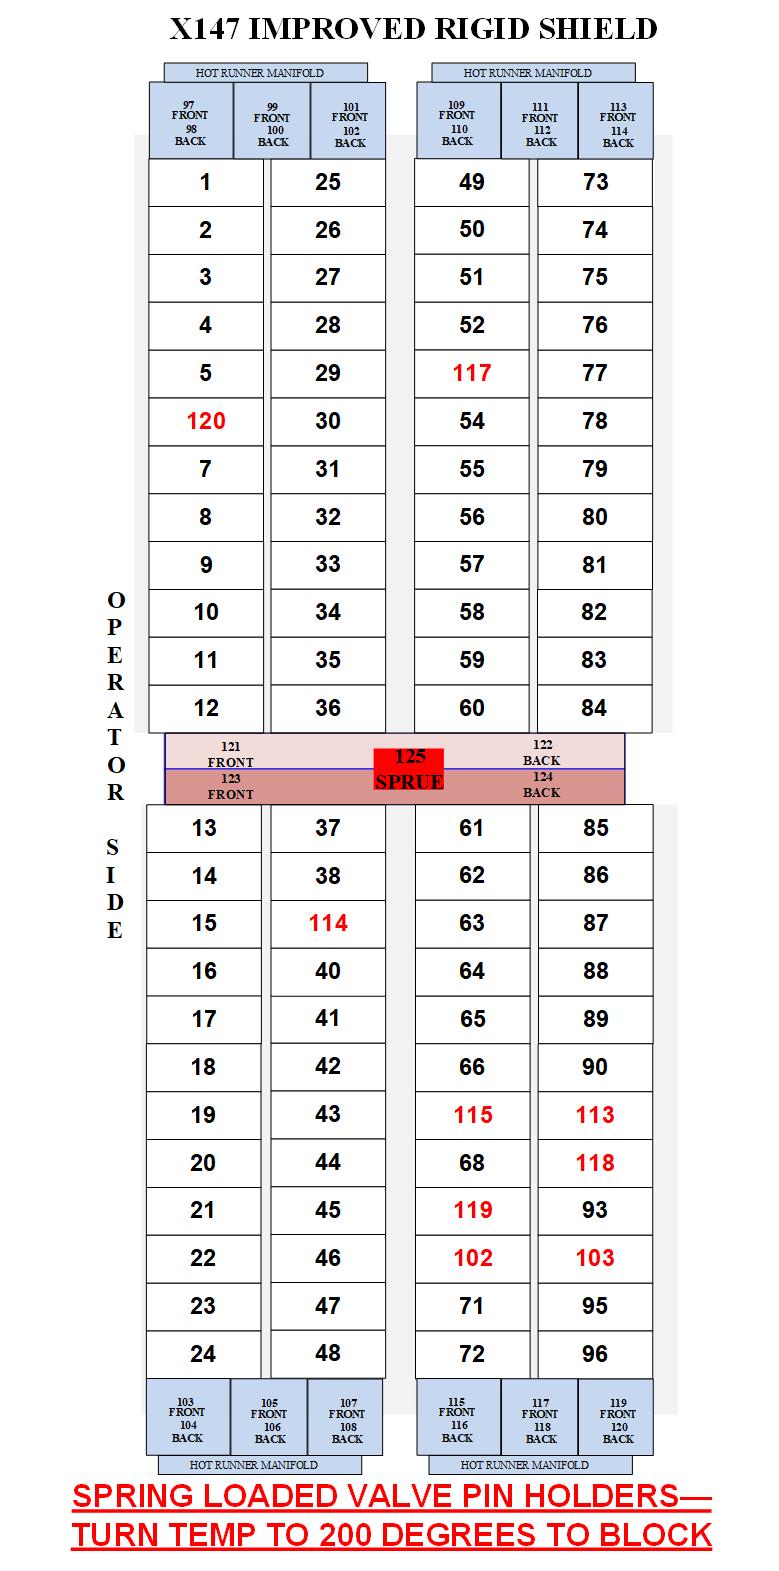 X147 IMPROVED RIGID SHIELD
HOT RUNNER MANIFOLD HOT RUNNER MANIFOLD
97 99 101 109 111 113
FRONT FRONT FRONT FRONT FRONT FRONT
98 100 102 110 112 114
BACK BACK BACK BACK BACK BACK
1 25 49 73
2 26 50 74
3 27 51 75
4 28 52 76
5 29 117 77
120 30 54 78
7 31 55 79
8 32 56 80
9 33 57 81
10 34 58 82
11 35 59 83
12 36 60 84
OPERATOR SIDE
121 122
FRONT BACK
125
SPRUE
123 124
FRONT BACK
13 37 61 85
14 38 62 86
15 114 63 87
16 40 64 88
17 41 65 89
18 42 66 90
19 43 115 113
20 44 68 118
21 45 119 93
22 46 102 103
23 47 71 95
24 48 72 96
103 105 107 115 117 119
FRONT FRONT FRONT FRONT FRONT FRONT
104 106 108 116 118 120
BACK BACK BACK BACK BACK BACK
HOT RUNNER MANIFOLD HOT RUNNER MANIFOLD
SPRING LOADED VALVE PIN HOLDERS—
TURN TEMP TO 200 DEGREES TO BLOCK